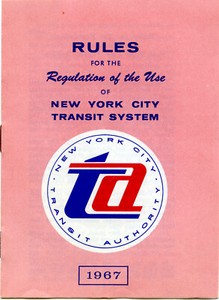 RULES
FOR THE
Regulation of the Use
OF
NEW YORK CITY
TRANSIT SYSTEM
NEW YORK CITY
ta
TRANSIT AUTHORITY
1967